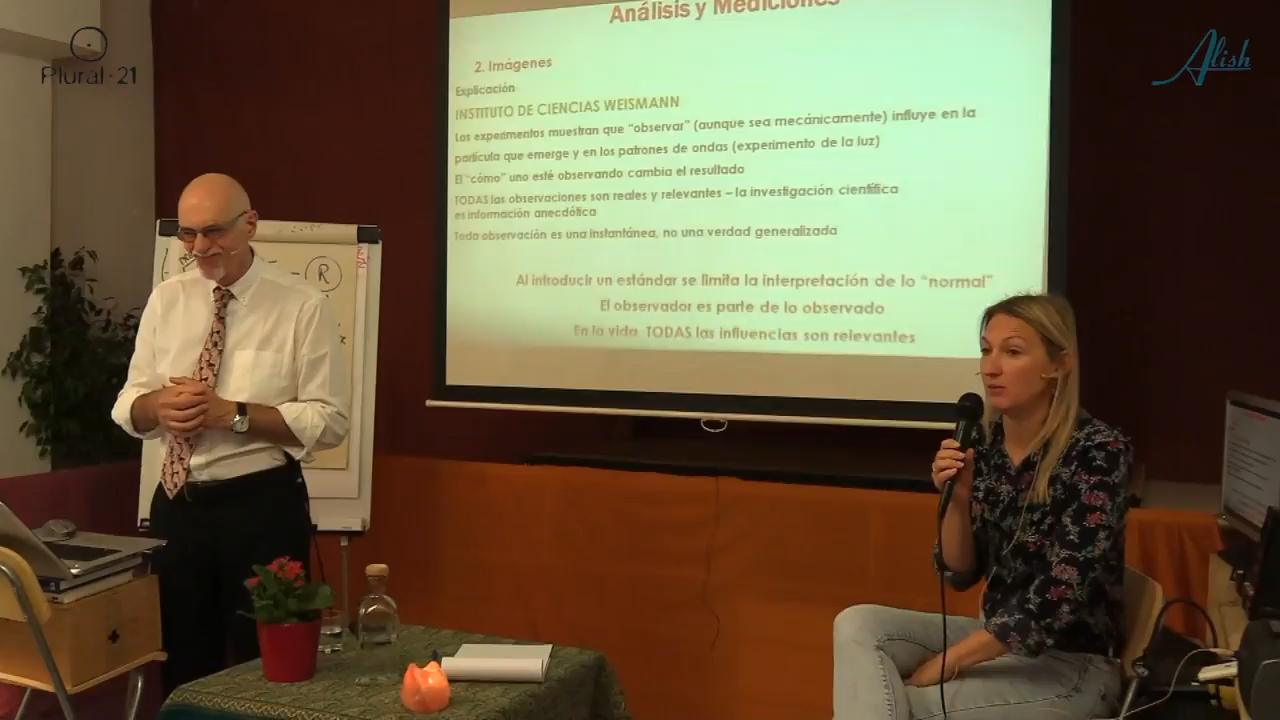 Análisis y Mediciones
Plural·21
Alish
2. Imágenes
Explicación
INSTITUTO DE CIENCIAS WEISMANN
Los experimentos muestran que "observar" (aunque sea mecánicamente) influye en la
partícula que emerge y en los patrones de ondas (experimento de la luz)
El "cómo" uno esté observando cambia el resultado
TODAS las observaciones son reales y relevantes – la investigación científica
es información anecdótica
Toda observación es una instantánea, no una verdad generalizada
R
Al introducir un estándar se limita la interpretación de lo "normal"
El observador es parte de lo observado
En la vida TODAS las influencias son relevantes